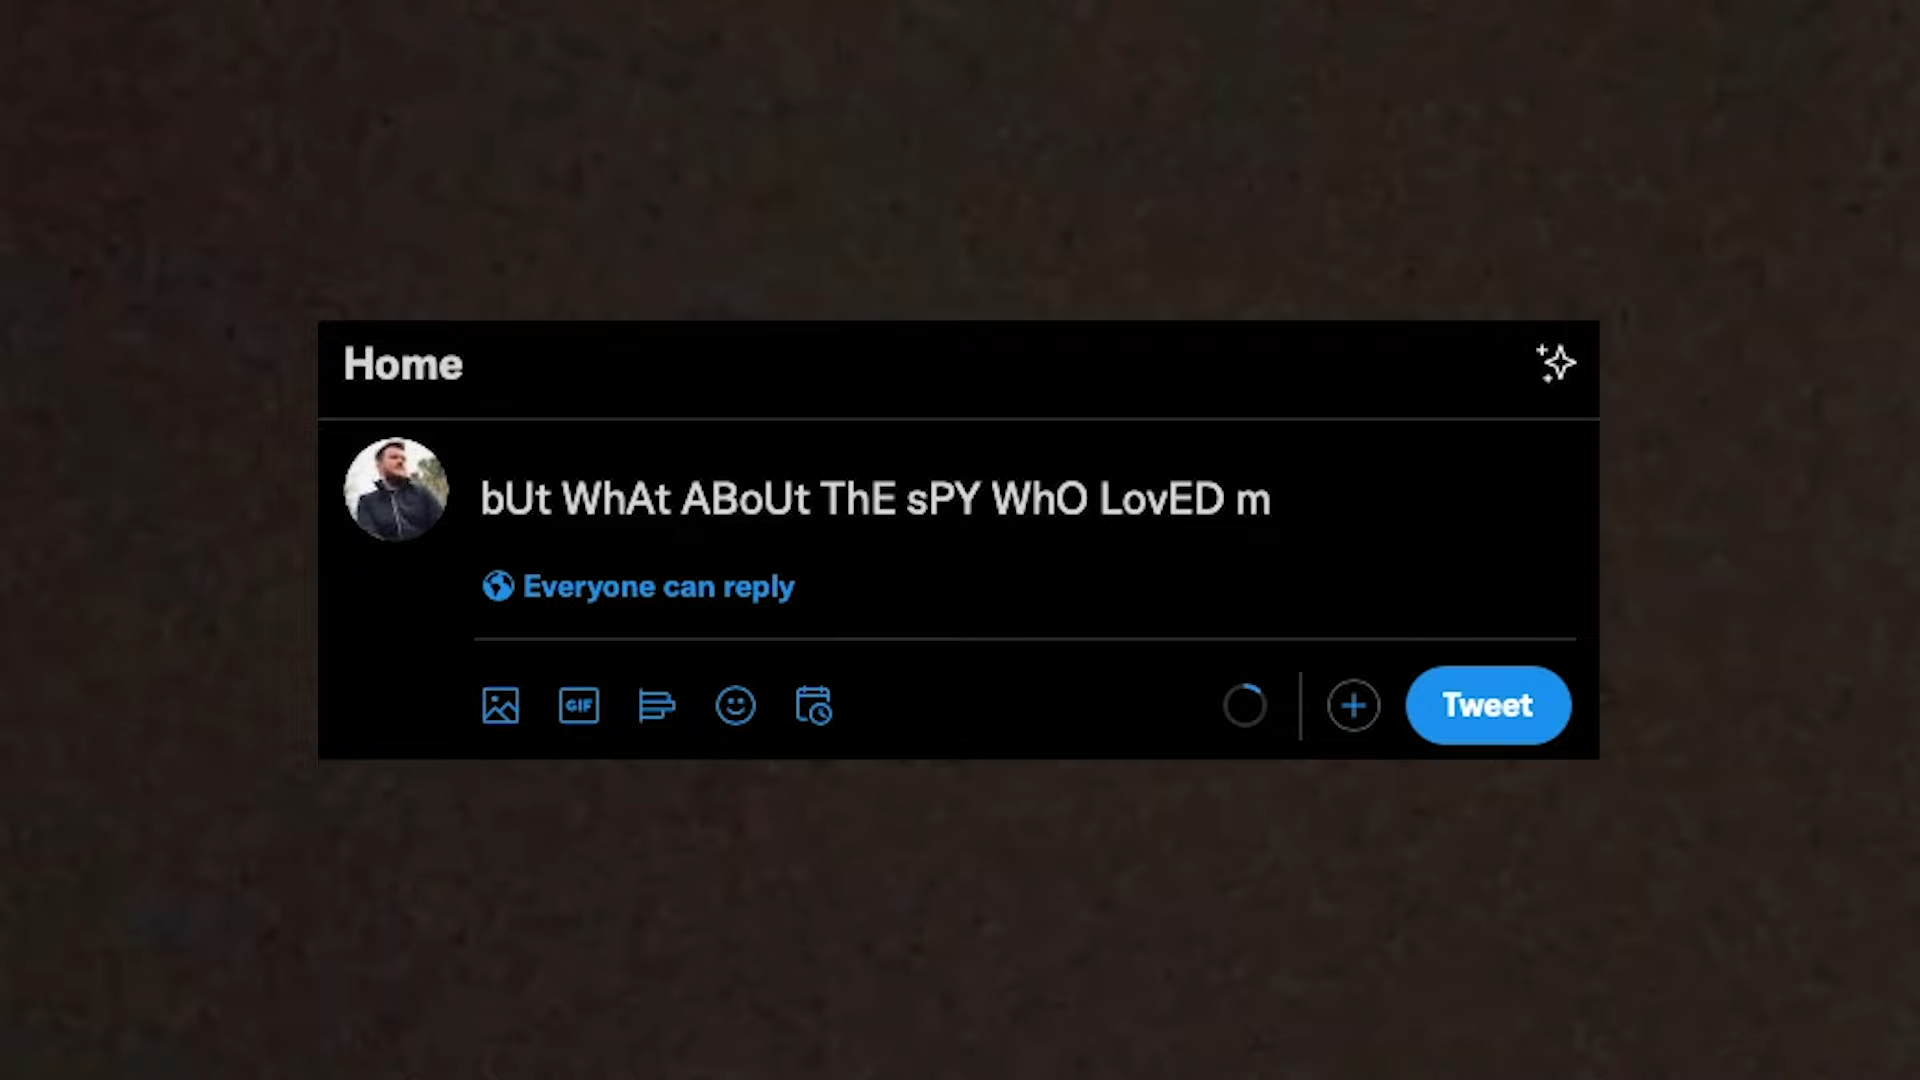 Home
bUt WhAt ABoUt ThE sPY WhO LovED m
Everyone can reply
GIF
Tweet